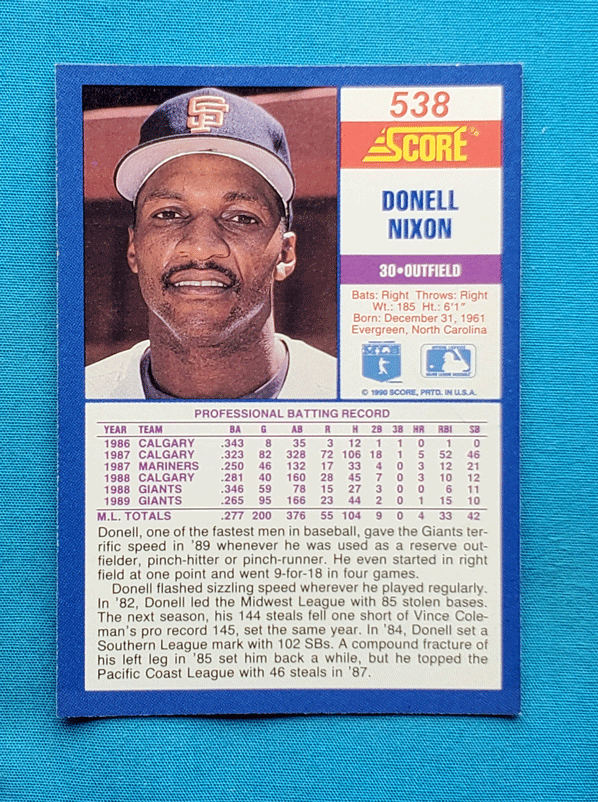 SF
538
SCORE
DONELL
NIXON
30•OUTFIELD
Bats: Right Throws: Right
Wt.: 185 Ht.: 6'1"
Born: December 31, 1961
Evergreen, North Carolina
MLB
© 1990 SCORE, PRTD. IN U.S.A.
PROFESSIONAL BATTING RECORD
YEAR TEAM BA G AB R H 2B 3B HR RBI SB
1986 CALGARY .343 8 35 3 12 1 1 0 1 0
1987 CALGARY .323 82 328 72 106 18 1 5 52 46
1987 MARINERS .250 46 132 17 33 4 0 3 12 21
1988 CALGARY .281 40 160 28 45 7 0 3 10 12
1988 GIANTS .346 59 78 15 27 3 0 0 6 11
1989 GIANTS .265 95 166 23 44 2 0 1 15 10
M.L. TOTALS .277 200 376 55 104 9 0 4 33 42
Donell, one of the fastest men in baseball, gave the Giants ter-
rific speed in '89 whenever he was used as a reserve out-
fielder, pinch-hitter or pinch-runner. He even started in right
field at one point and went 9-for-18 in four games.
Donell flashed sizzling speed wherever he played regularly.
In '82, Donell led the Midwest League with 85 stolen bases.
The next season, his 144 steals fell one short of Vince Cole-
man's pro record 145, set the same year. In '84, Donell set a
Southern League mark with 102 SBs. A compound fracture of
his left leg in '85 set him back a while, but he topped the
Pacific Coast League with 46 steals in '87.